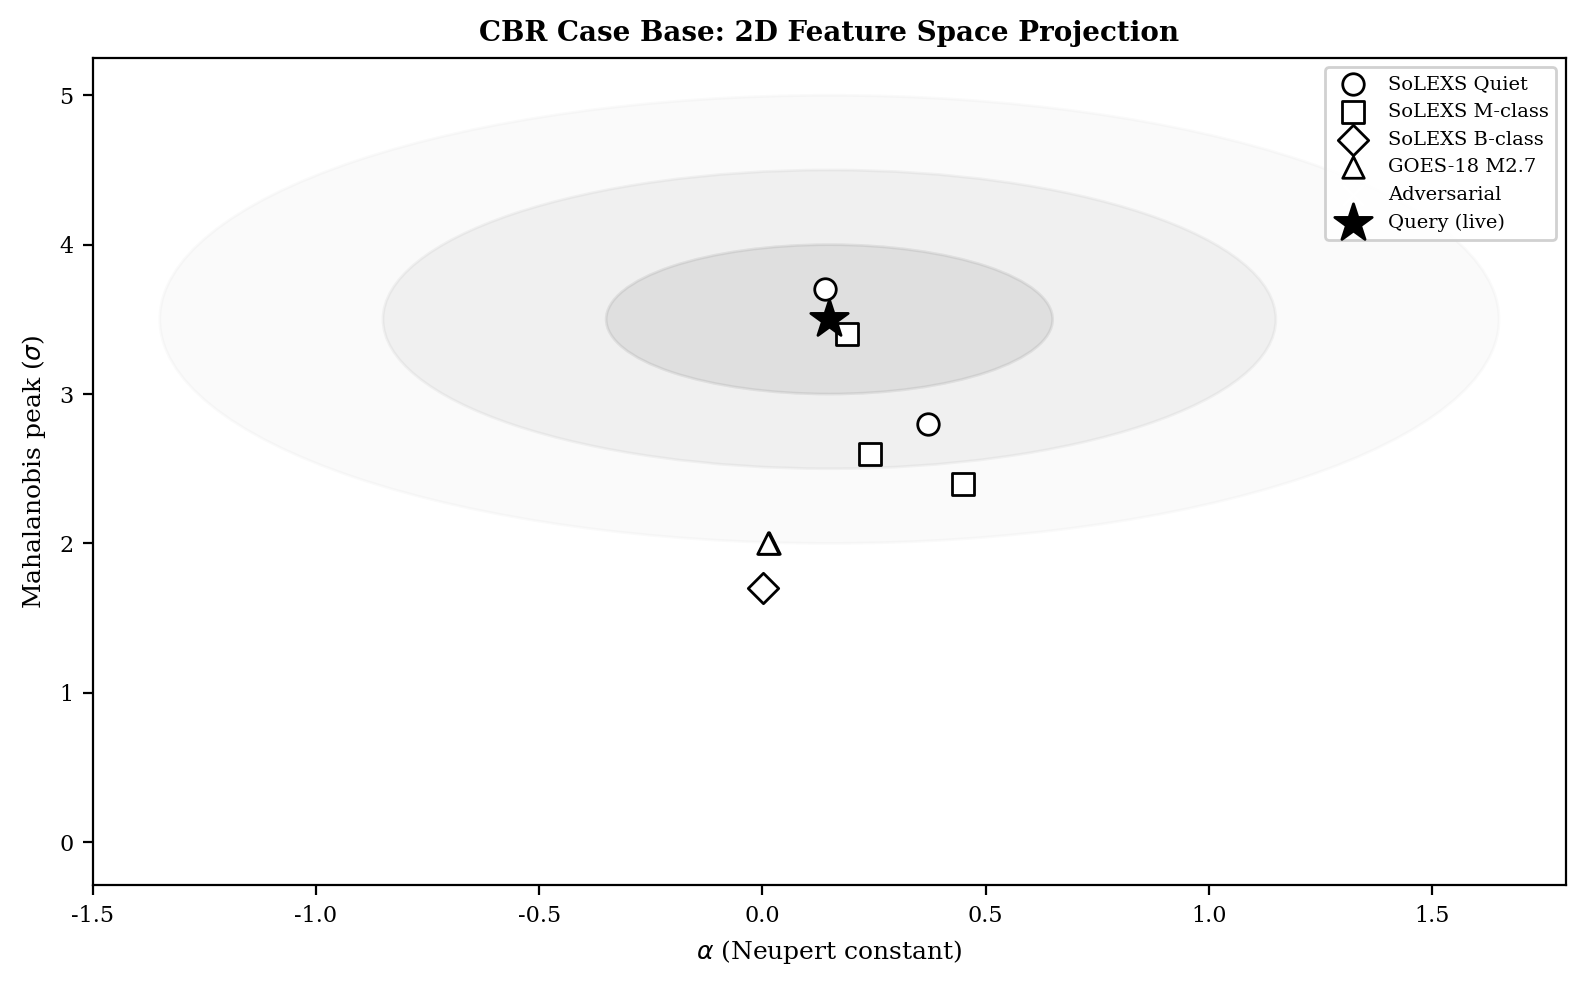 CBR Case Base: 2D Feature Space Projection
SoLEXS Quiet
SoLEXS M-class
SoLEXS B-class
GOES-18 M2.7
Adversarial
Query (live)
Mahalanobis peak (σ)
5
4
3
2
1
0
-1.5 -1.0 -0.5 0.0 0.5 1.0 1.5
α (Neupert constant)